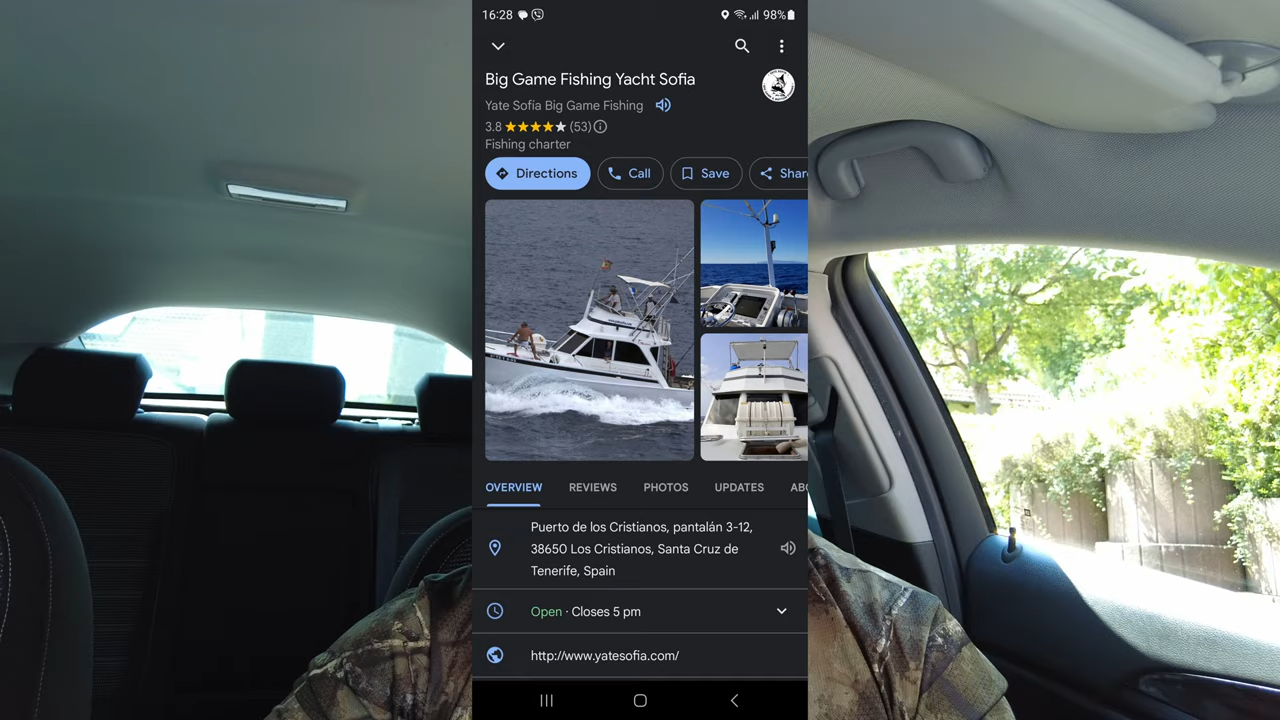 16:28 98%
Big Game Fishing Yacht Sofia
Yate Sofía Big Game Fishing
3.8 (53)
Fishing charter
Directions Call Save Shar
OVERVIEW REVIEWS PHOTOS UPDATES ABO
Puerto de los Cristianos, pantalán 3-12,
38650 Los Cristianos, Santa Cruz de
Tenerife, Spain
Open · Closes 5 pm
http://www.yatesofia.com/